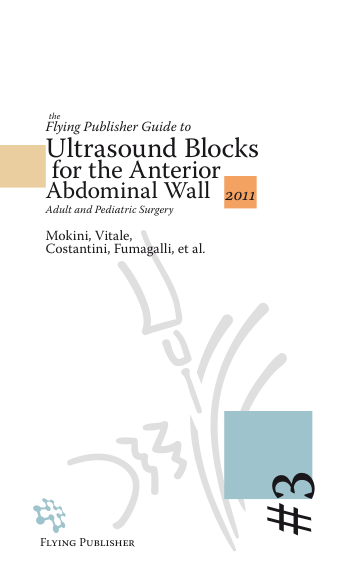 the
Flying Publisher Guide to
Ultrasound Blocks
for the Anterior
Abdominal Wall 2011
Adult and Pediatric Surgery
Mokini, Vitale,
Costantini, Fumagalli, et al.
#3
Flying Publisher